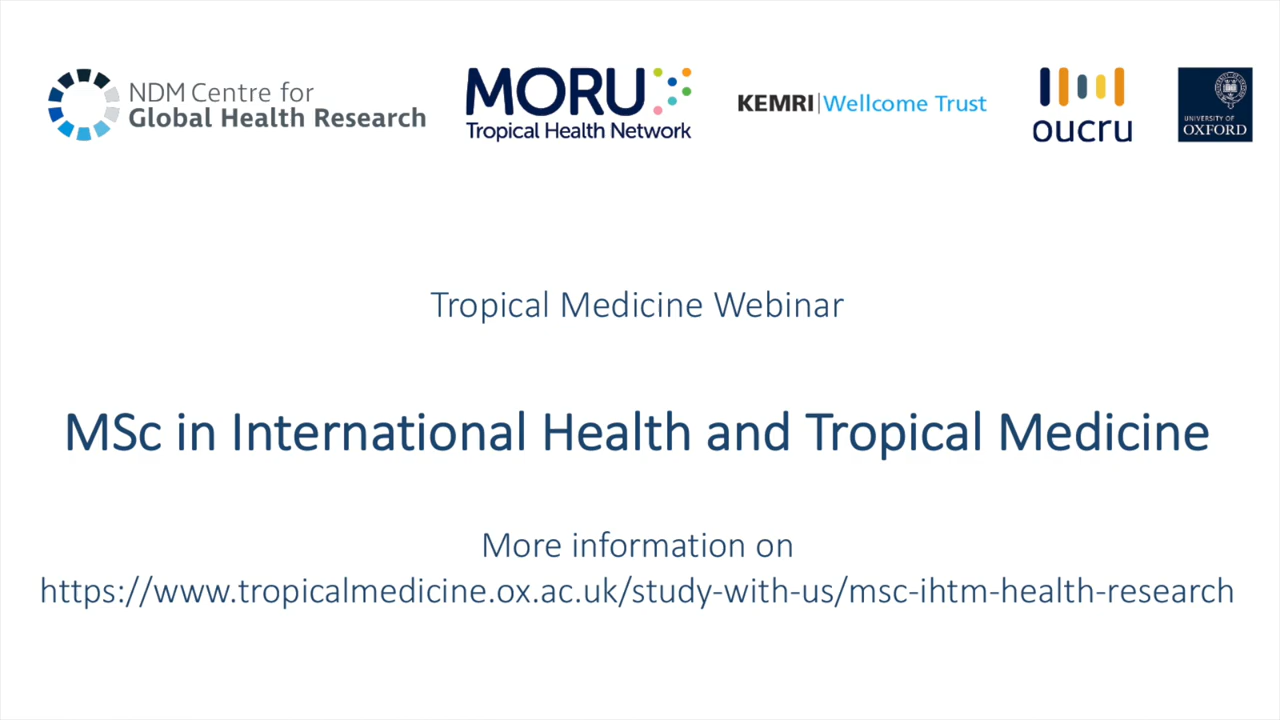 NDM Centre for
Global Health Research
MORU
Tropical Health Network
KEMRI|Wellcome Trust
oucru
UNIVERSITY OF
OXFORD
Tropical Medicine Webinar
MSc in International Health and Tropical Medicine
More information on
https://www.tropicalmedicine.ox.ac.uk/study-with-us/msc-ihtm-health-research